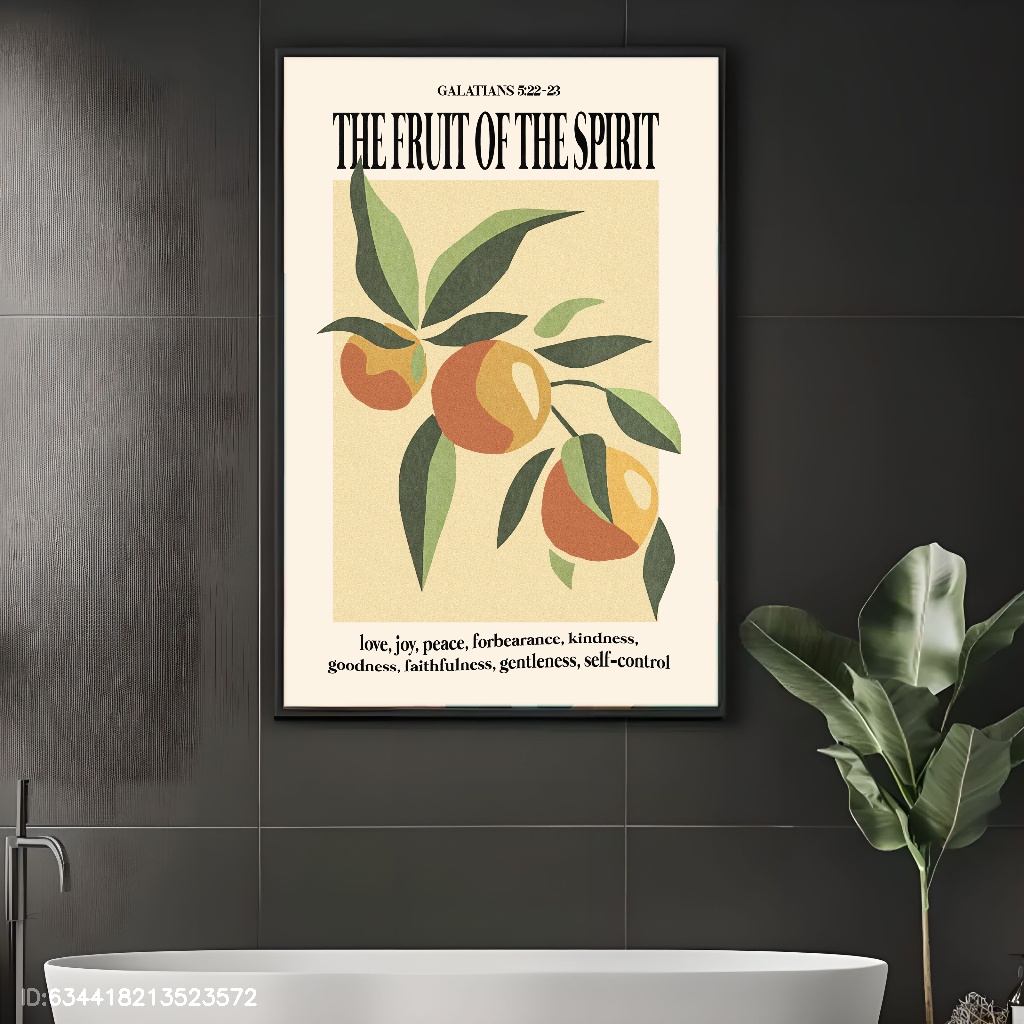 GALATIANS 5:22-23
THE FRUIT OF THE SPIRIT
love, joy, peace, forbearance, kindness,
goodness, faithfulness, gentleness, self-control
ID:634418213523572